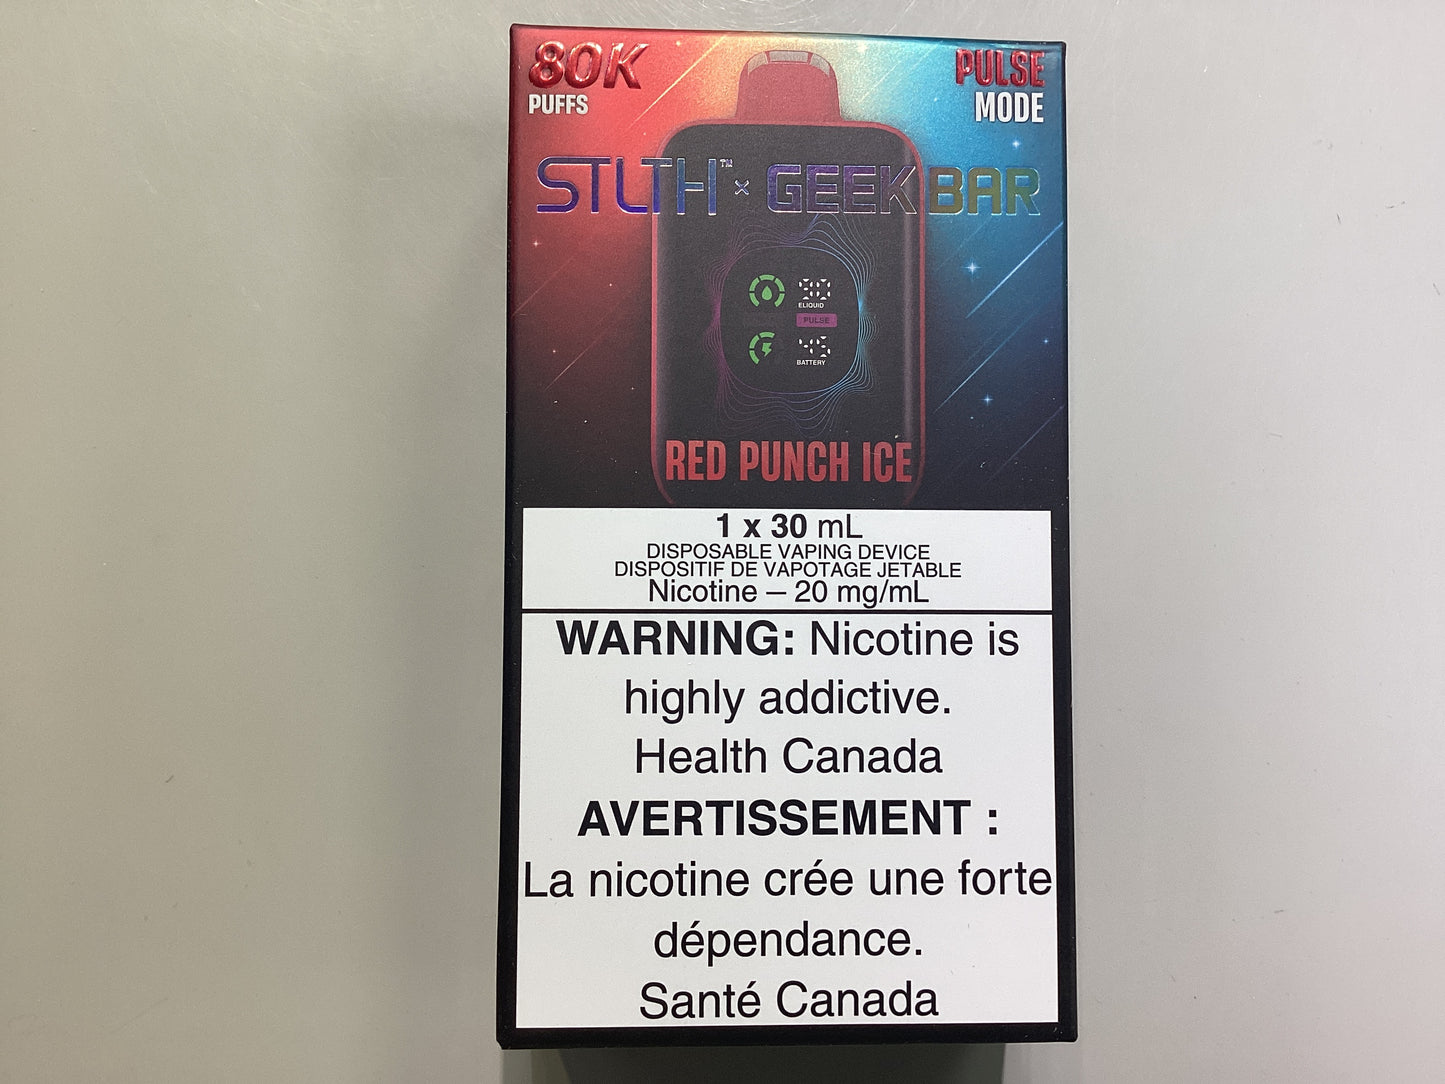 80K
PUFFS
PULSE
MODE
STLTH™ x GEEK BAR
ELIQUID
PULSE
BATTERY
RED PUNCH ICE
1 x 30 mL
DISPOSABLE VAPING DEVICE
DISPOSITIF DE VAPOTAGE JETABLE
Nicotine – 20 mg/mL
WARNING: Nicotine is
highly addictive.
Health Canada
AVERTISSEMENT :
La nicotine crée une forte
dépendance.
Santé Canada